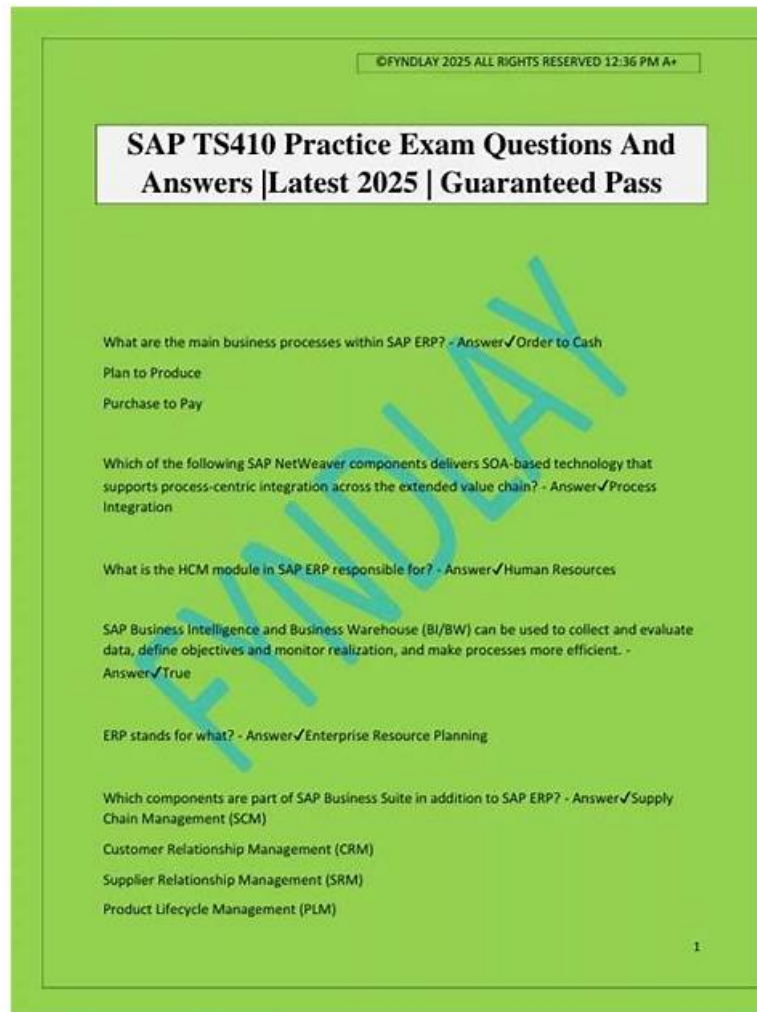 ©FYNDLAY 2025 ALL RIGHTS RESERVED 12:36 PM A+
SAP TS410 Practice Exam Questions And
Answers |Latest 2025 | Guaranteed Pass
What are the main business processes within SAP ERP? - Answer✓Order to Cash
Plan to Produce
Purchase to Pay
Which of the following SAP NetWeaver components delivers SOA-based technology that
supports process-centric integration across the extended value chain? - Answer✓Process
Integration
What is the HCM module in SAP ERP responsible for? - Answer✓Human Resources
SAP Business Intelligence and Business Warehouse (BI/BW) can be used to collect and evaluate
data, define objectives and monitor realization, and make processes more efficient. -
Answer✓True
ERP stands for what? - Answer✓Enterprise Resource Planning
Which components are part of SAP Business Suite in addition to SAP ERP? - Answer✓Supply
Chain Management (SCM)
Customer Relationship Management (CRM)
Supplier Relationship Management (SRM)
Product Lifecycle Management (PLM)
1
FYNDLAY